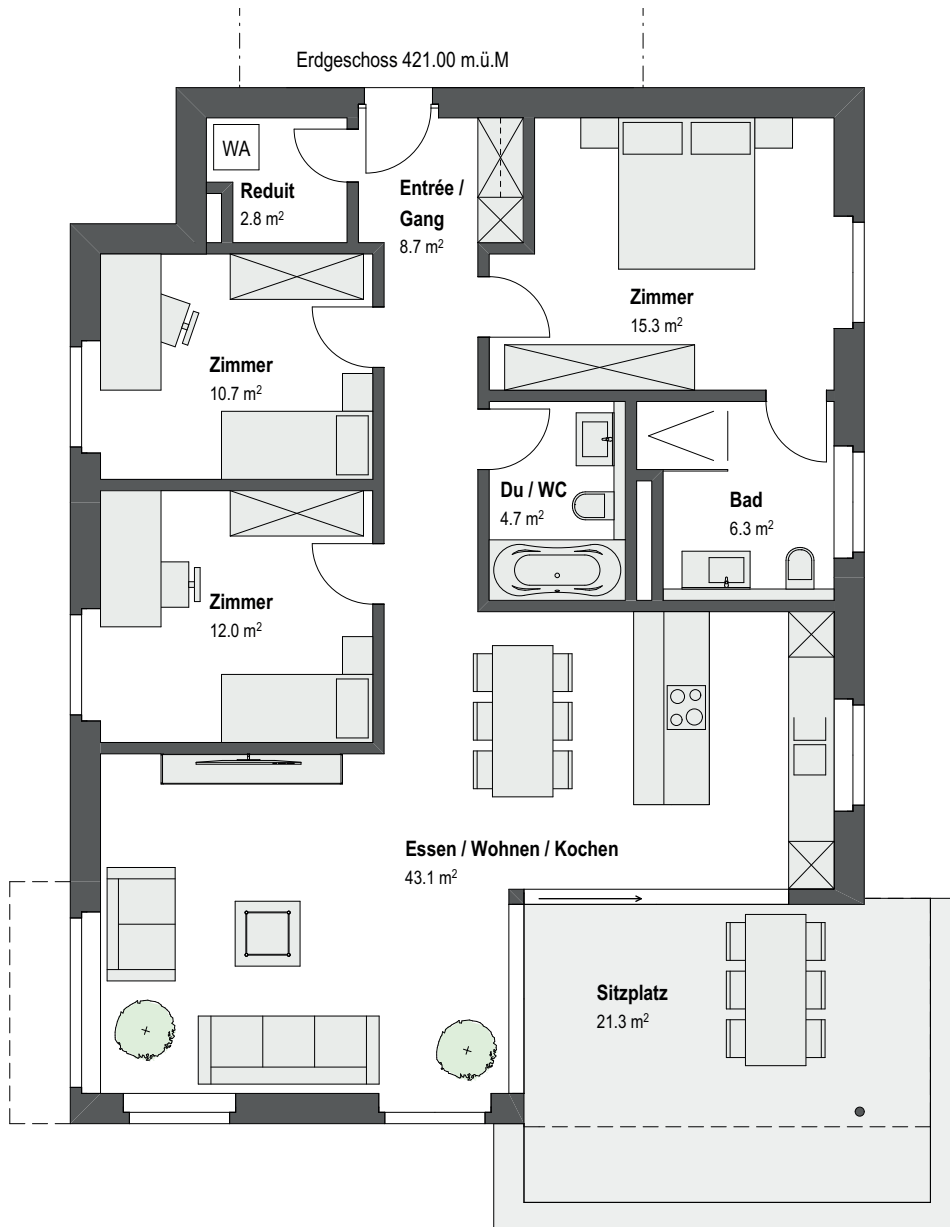 Erdgeschoss 421.00 m.ü.M
WA
Reduit
2.8 m²
Entrée /
Gang
8.7 m²
Zimmer
15.3 m²
Zimmer
10.7 m²
Du / WC
4.7 m²
Bad
6.3 m²
Zimmer
12.0 m²
Essen / Wohnen / Kochen
43.1 m²
Sitzplatz
21.3 m²